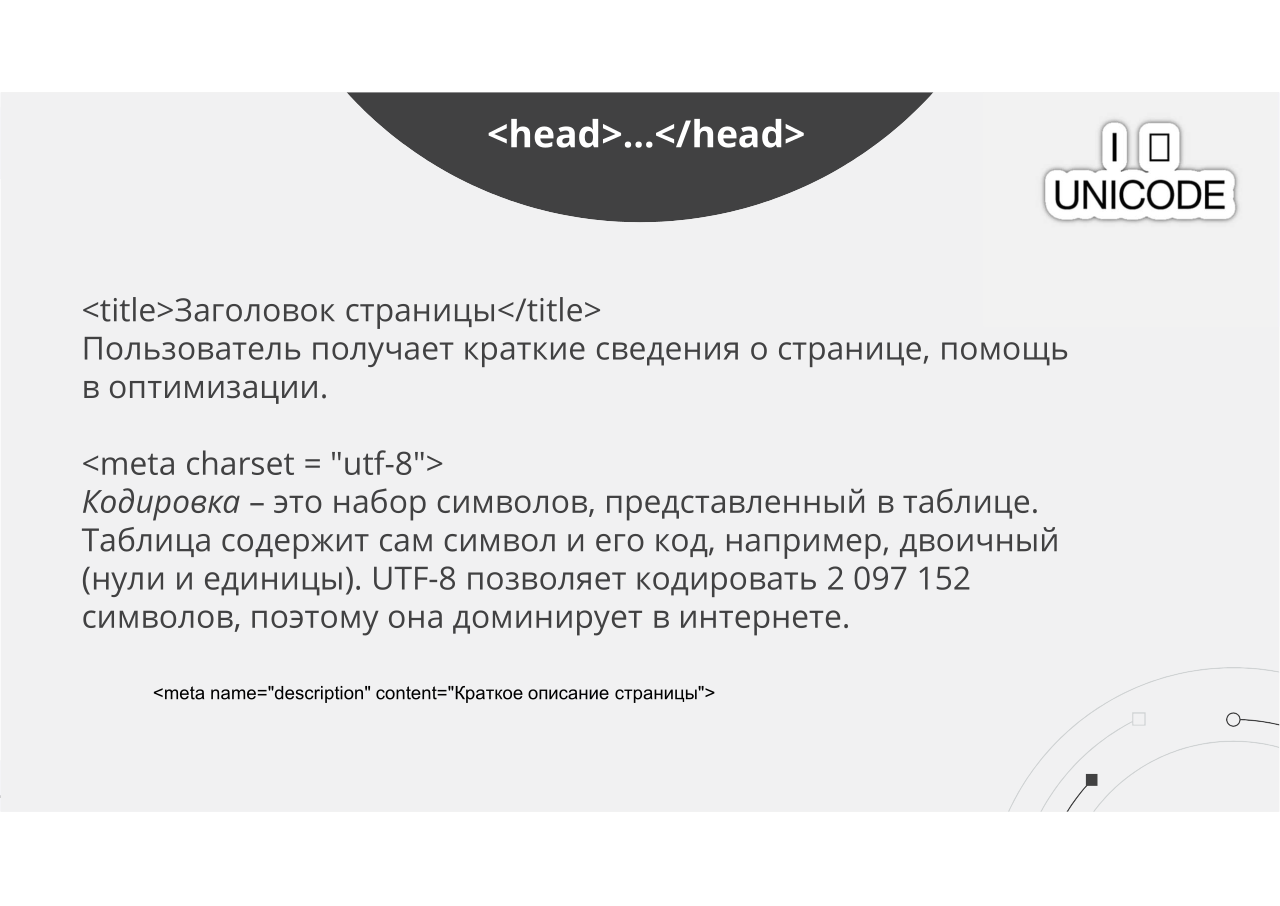 <head>...</head>
I ▯
UNICODE
<title>Заголовок страницы</title>
Пользователь получает краткие сведения о странице, помощь
в оптимизации.
<meta charset = "utf-8">
Кодировка – это набор символов, представленный в таблице.
Таблица содержит сам символ и его код, например, двоичный
(нули и единицы). UTF-8 позволяет кодировать 2 097 152
символов, поэтому она доминирует в интернете.
<meta name="description" content="Краткое описание страницы">